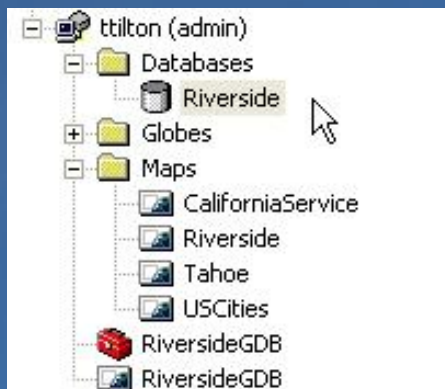 ttilton (admin)
Databases
Riverside
Globes
Maps
CaliforniaService
Riverside
Tahoe
USCities
RiversideGDB
RiversideGDB